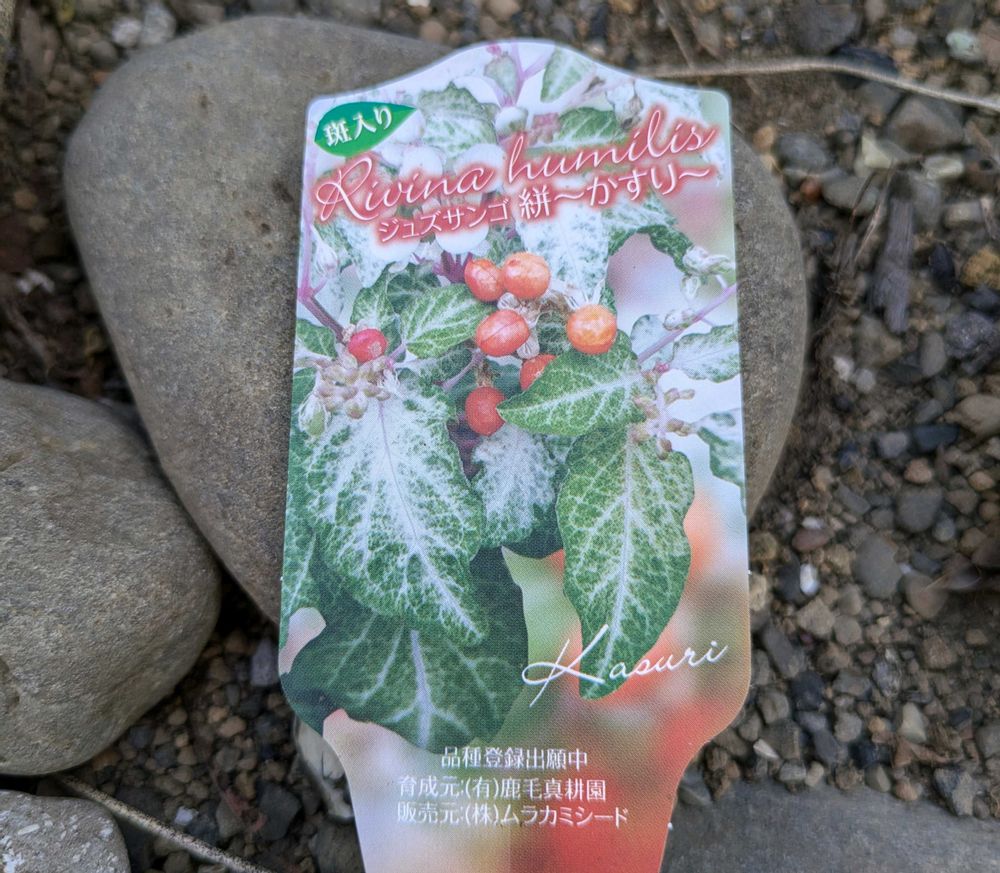 斑入り
Rivina humilis
ジュズサンゴ 絣〜かすり〜
Kasuri
品種登録出願中
育成元:(有)鹿毛真耕園
販売元:(株)ムラカミシード